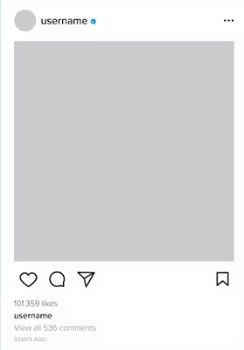 username
101.359 likes
username
View all 536 comments
3 DAYS AGO